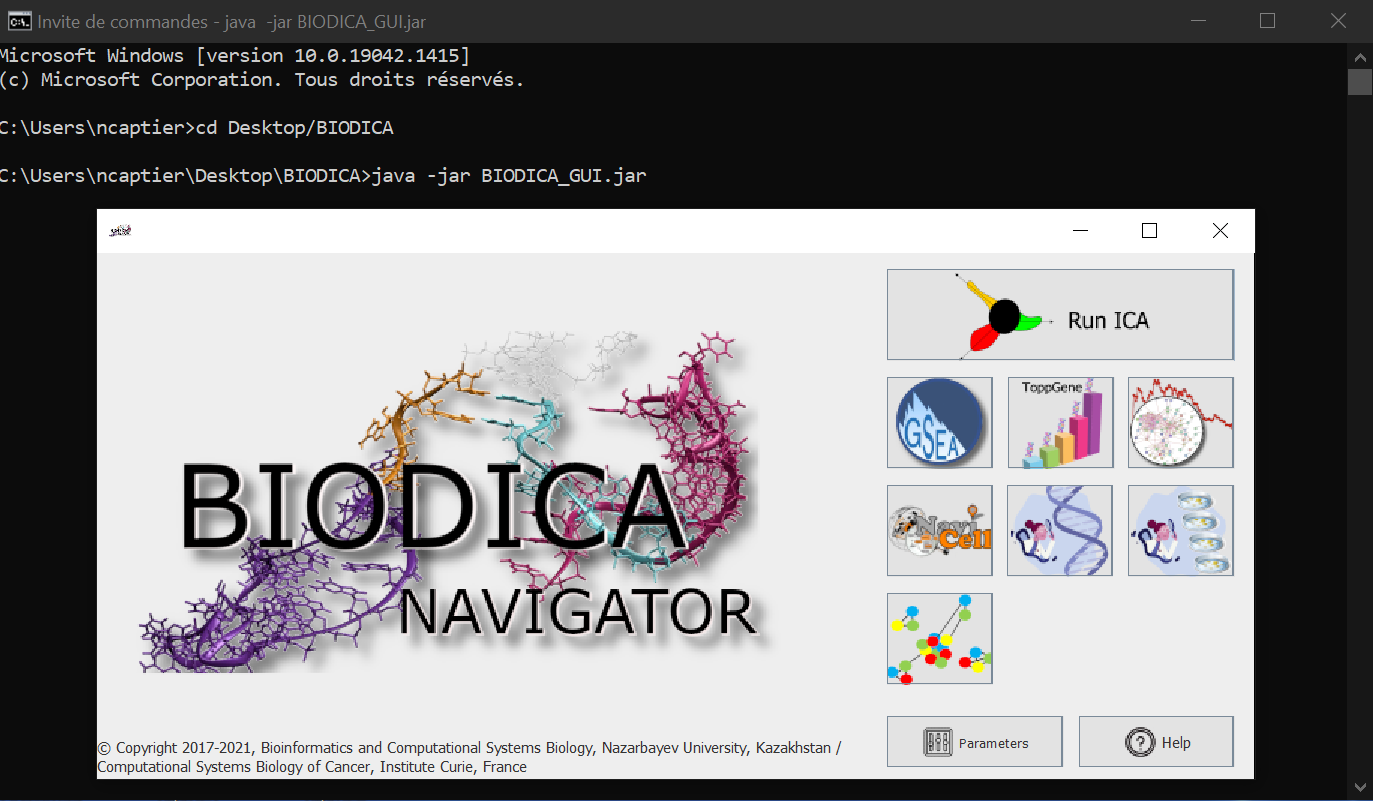 Invite de commandes - java  -jar BIODICA_GUI.jar
Microsoft Windows [version 10.0.19042.1415]
(c) Microsoft Corporation. Tous droits réservés.
C:\Users\ncaptier>cd Desktop/BIODICA
C:\Users\ncaptier\Desktop\BIODICA>java -jar BIODICA_GUI.jar
Run ICA
GSEA
ToppGene
BIODICA
NAVIGATOR
Navi
Cell
Parameters
Help
© Copyright 2017-2021, Bioinformatics and Computational Systems Biology, Nazarbayev University, Kazakhstan /
Computational Systems Biology of Cancer, Institute Curie, France